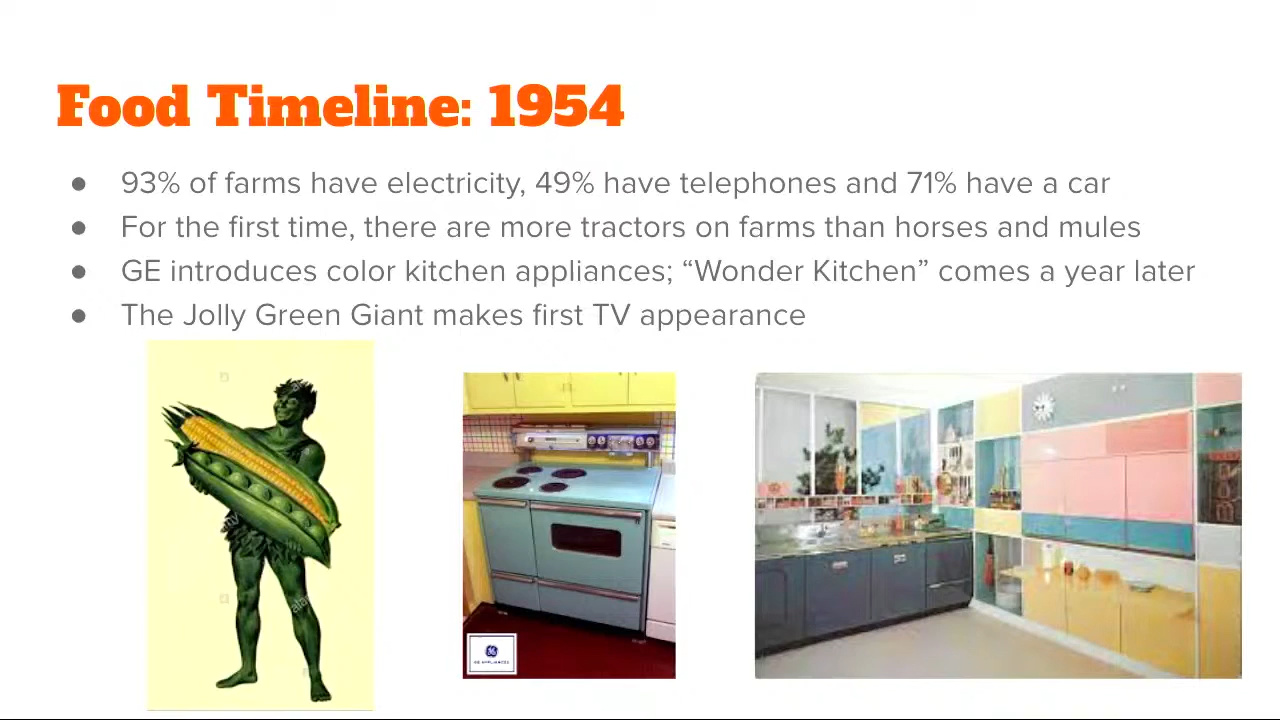 Food Timeline: 1954
● 93% of farms have electricity, 49% have telephones and 71% have a car
● For the first time, there are more tractors on farms than horses and mules
● GE introduces color kitchen appliances; “Wonder Kitchen” comes a year later
● The Jolly Green Giant makes first TV appearance
GE APPLIANCES